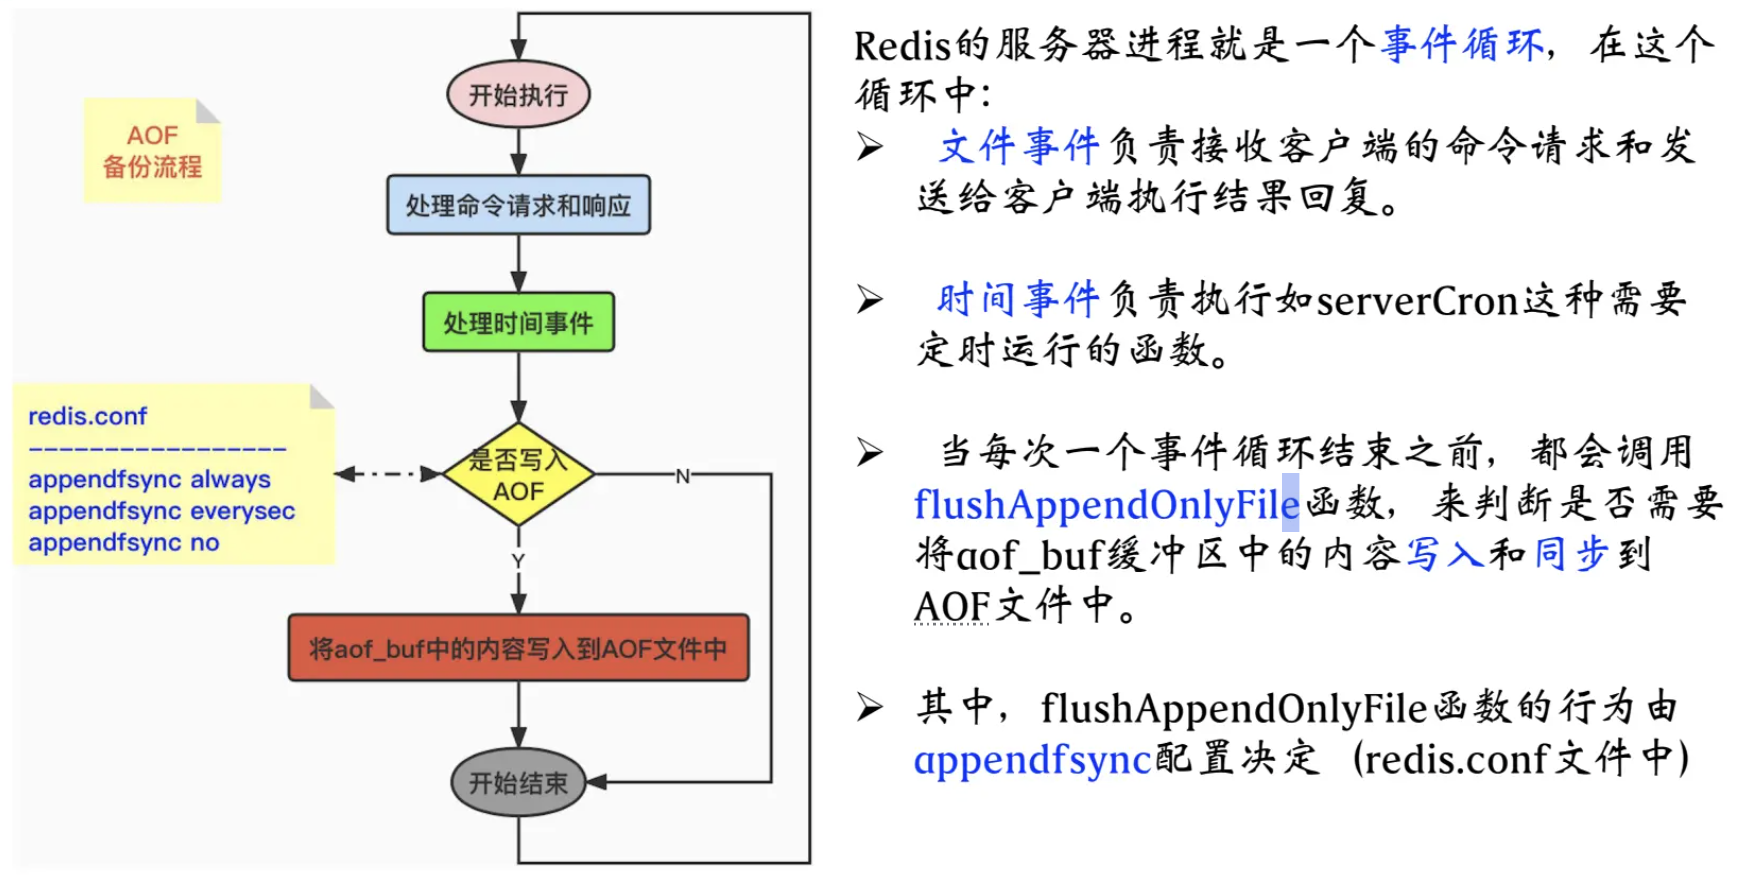 AOF
备份流程
开始执行
处理命令请求和响应
处理时间事件
redis.conf
-----------------
appendfsync always
appendfsync everysec
appendfsync no
是否写入
AOF
N
Y
将aof_buf中的内容写入到AOF文件中
开始结束
Redis的服务器进程就是一个事件循环，在这个
循环中：
➢ 文件事件负责接收客户端的命令请求和发
送给客户端执行结果回复。
➢ 时间事件负责执行如serverCron这种需要
定时运行的函数。
➢ 当每次一个事件循环结束之前，都会调用
flushAppendOnlyFile函数，来判断是否需要
将aof_buf缓冲区中的内容写入和同步到
AOF文件中。
➢ 其中，flushAppendOnlyFile函数的行为由
appendfsync配置决定（redis.conf文件中）